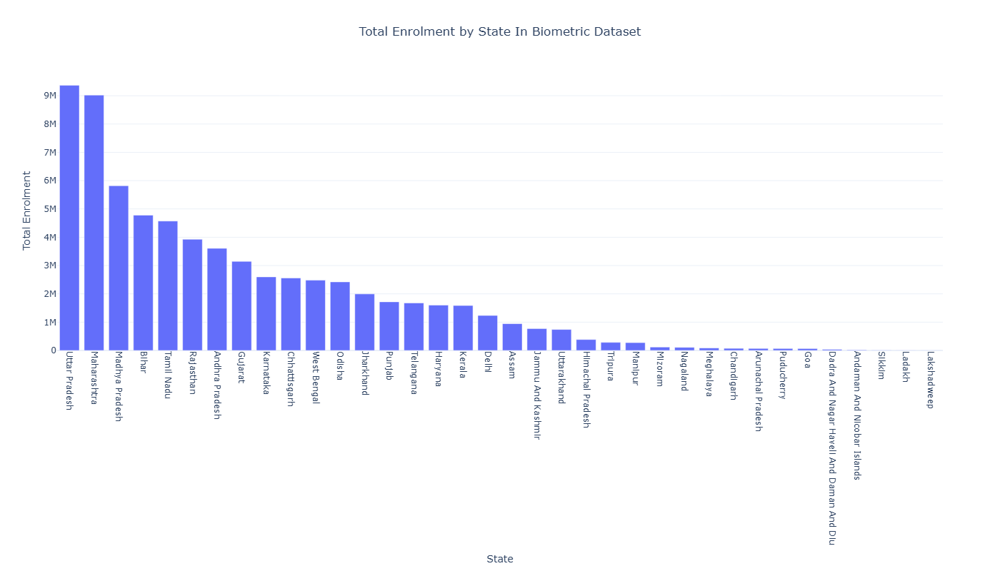 Total Enrolment by State In Biometric Dataset
9M
8M
7M
6M
5M
4M
3M
2M
1M
0
Total Enrolment
Uttar Pradesh
Maharashtra
Madhya Pradesh
Bihar
Tamil Nadu
Rajasthan
Andhra Pradesh
Gujarat
Karnataka
Chhattisgarh
West Bengal
Odisha
Jharkhand
Punjab
Telangana
Haryana
Kerala
Delhi
Assam
Jammu And Kashmir
Uttarakhand
Himachal Pradesh
Tripura
Manipur
Mizoram
Nagaland
Meghalaya
Chandigarh
Arunachal Pradesh
Puducherry
Goa
Dadra And Nagar Haveli And Daman And Diu
Andaman And Nicobar Islands
Sikkim
Ladakh
Lakshadweep
State